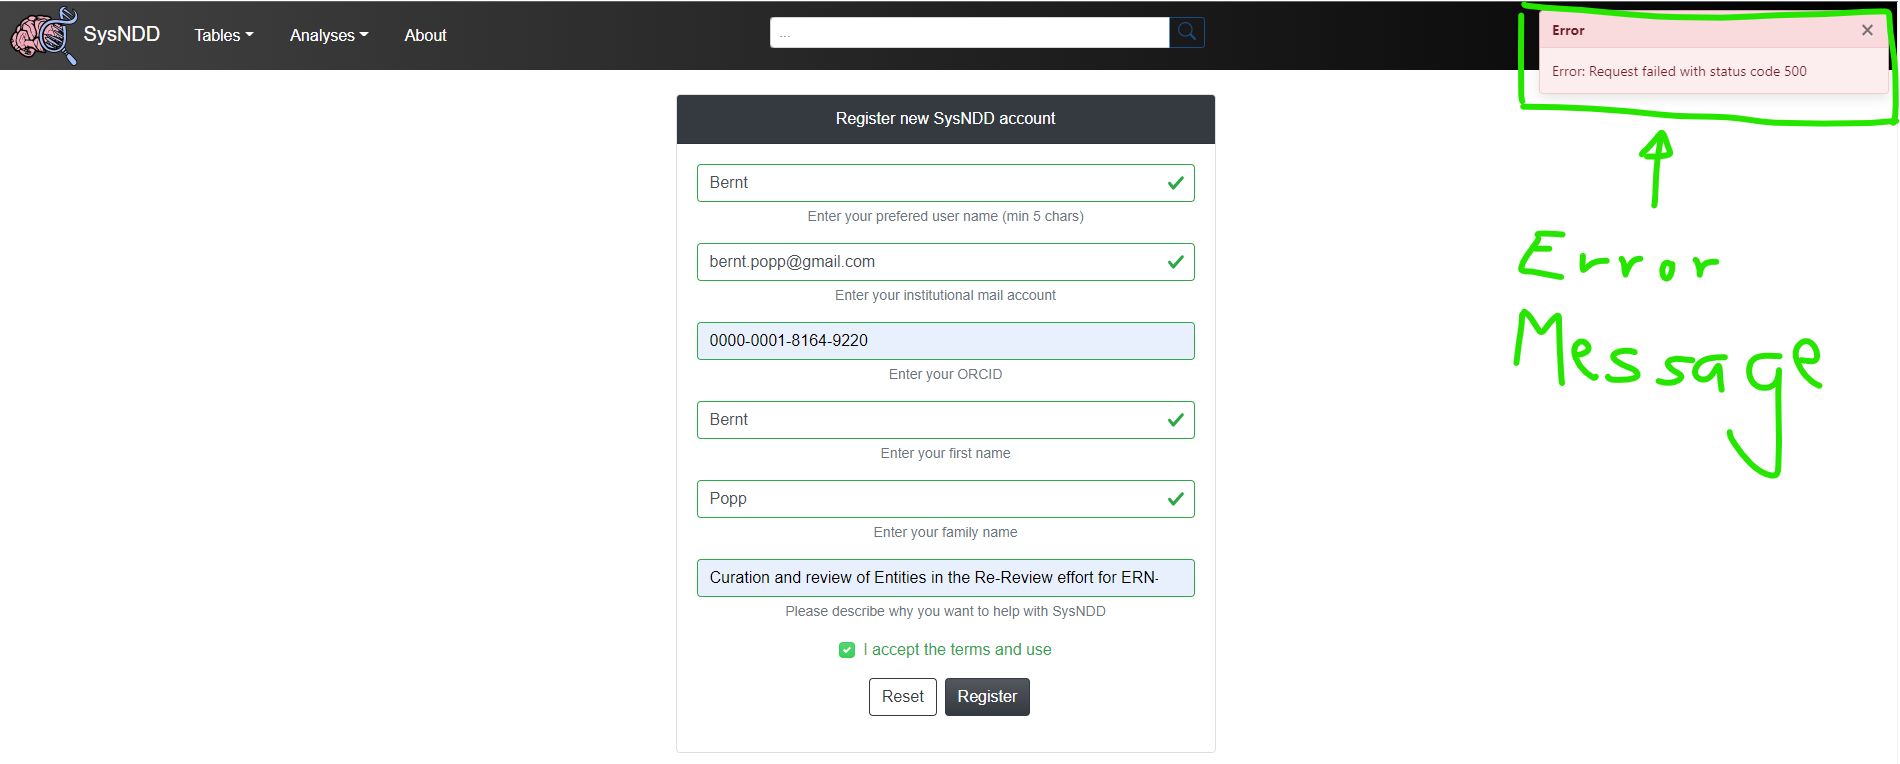 SysNDD Tables Analyses About ...
Error
Error: Request failed with status code 500
Register new SysNDD account
Bernt
Enter your prefered user name (min 5 chars)
bernt.popp@gmail.com
Enter your institutional mail account
0000-0001-8164-9220
Enter your ORCID
Bernt
Enter your first name
Popp
Enter your family name
Curation and review of Entities in the Re-Review effort for ERN-
Please describe why you want to help with SysNDD
I accept the terms and use
Reset Register
Error
Message